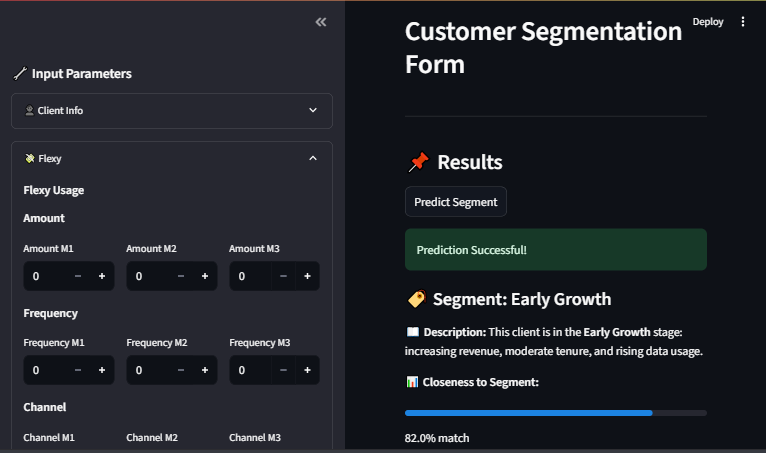 Input Parameters
Client Info
Flexy
Flexy Usage
Amount
Amount M1 Amount M2 Amount M3
0 − + 0 − + 0 − +
Frequency
Frequency M1 Frequency M2 Frequency M3
0 − + 0 − + 0 − +
Channel
Channel M1 Channel M2 Channel M3
Deploy
Customer Segmentation
Form
Results
Predict Segment
Prediction Successful!
Segment: Early Growth
Description: This client is in the Early Growth stage:
increasing revenue, moderate tenure, and rising data usage.
Closeness to Segment:
82.0% match